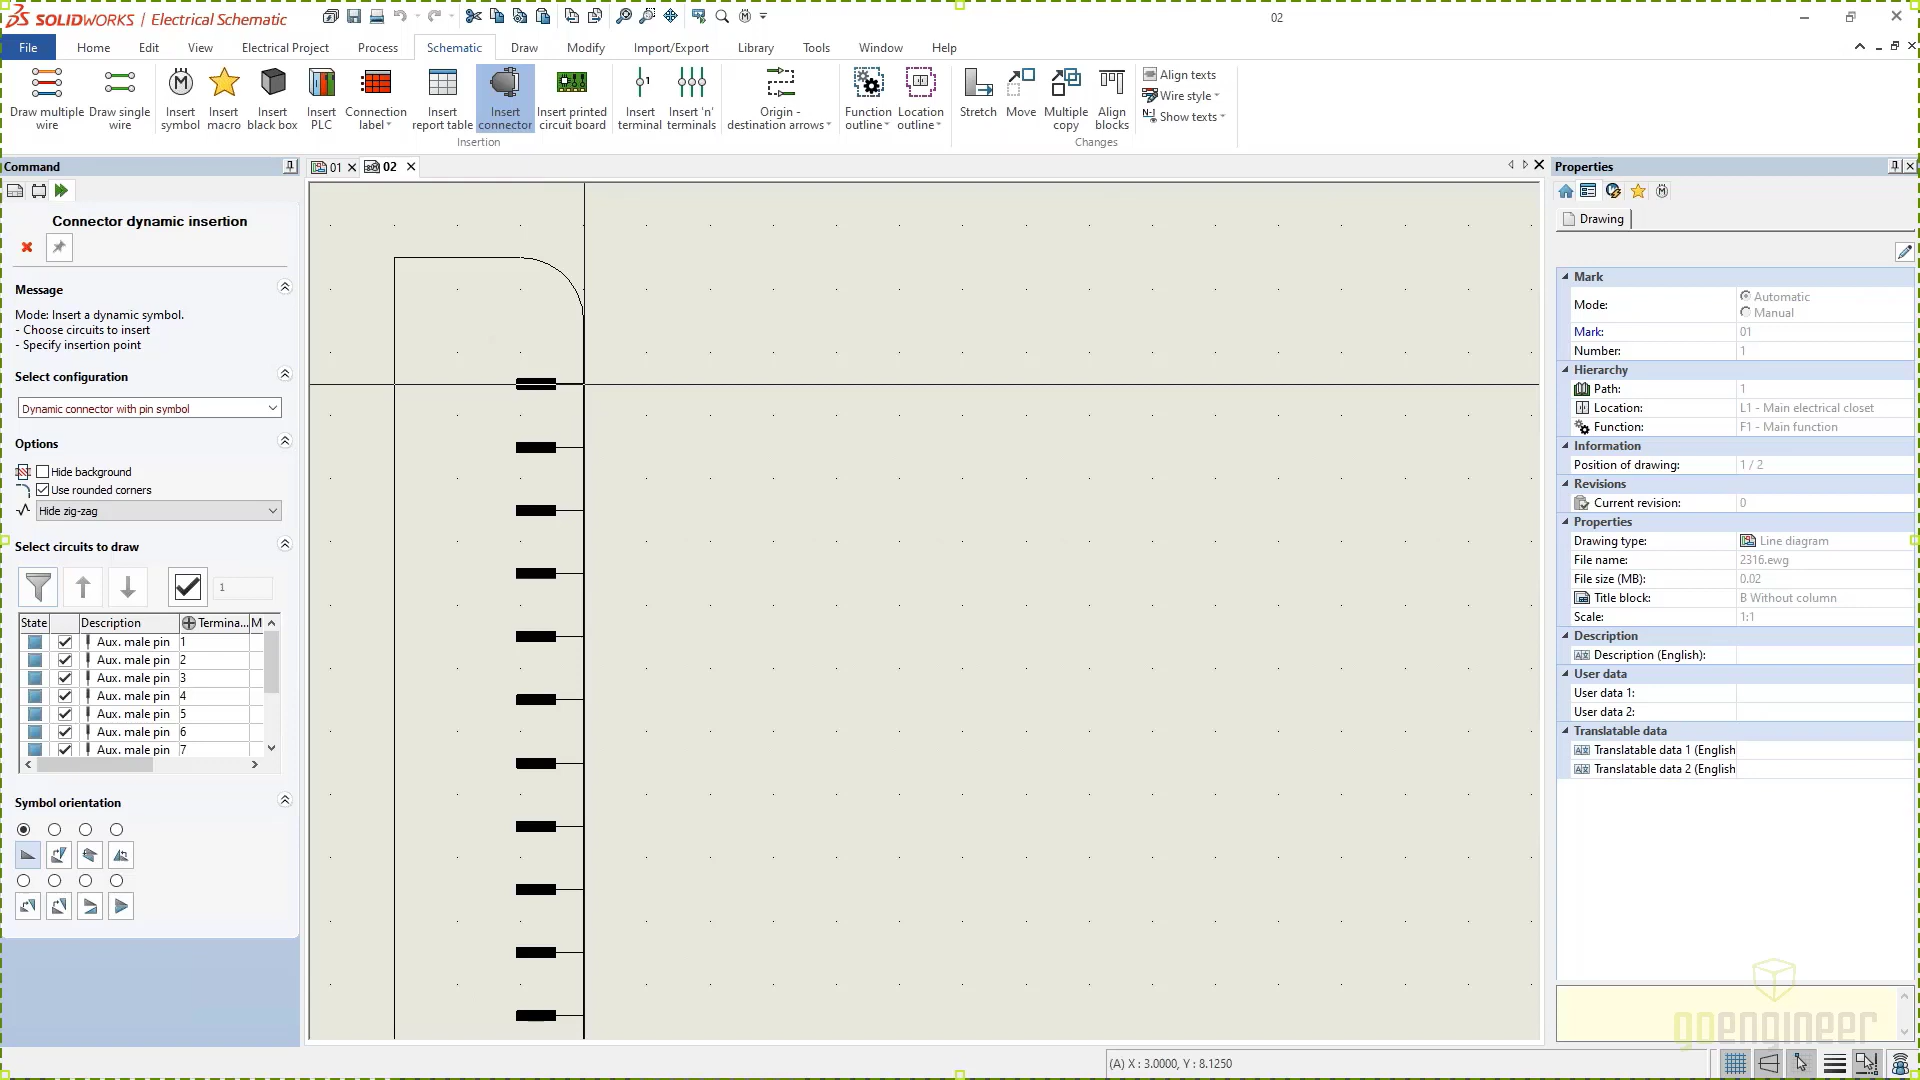 SOLIDWORKS | Electrical Schematic
02
File Home Edit View Electrical Project Process Schematic Draw Modify Import/Export Library Tools Window Help
Draw multiple wire
Draw single wire
Insert symbol
Insert macro
Insert black box
Insert PLC
Connection label
Insert report table
Insert connector
Insert printed circuit board
Insert terminal
Insert 'n' terminals
Origin - destination arrows
Function outline
Location outline
Stretch
Move
Multiple copy
Align blocks
Align texts
Wire style
Show texts
Insertion
Changes
Command
01
02
Connector dynamic insertion
Message
Mode: Insert a dynamic symbol.
- Choose circuits to insert
- Specify insertion point
Select configuration
Dynamic connector with pin symbol
Options
Hide background
Use rounded corners
Hide zig-zag
Select circuits to draw
1
State Description Termina... M
Aux. male pin 1
Aux. male pin 2
Aux. male pin 3
Aux. male pin 4
Aux. male pin 5
Aux. male pin 6
Aux. male pin 7
Symbol orientation
Properties
Drawing
Mark
Mode: Automatic
Manual
Mark: 01
Number: 1
Hierarchy
Path: 1
Location: L1 - Main electrical closet
Function: F1 - Main function
Information
Position of drawing: 1 / 2
Revisions
Current revision: 0
Properties
Drawing type: Line diagram
File name: 2316.ewg
File size (MB): 0.02
Title block: B Without column
Scale: 1:1
Description
Description (English):
User data
User data 1:
User data 2:
Translatable data
Translatable data 1 (English
Translatable data 2 (English
goengineer
(A) X : 3.0000, Y : 8.1250